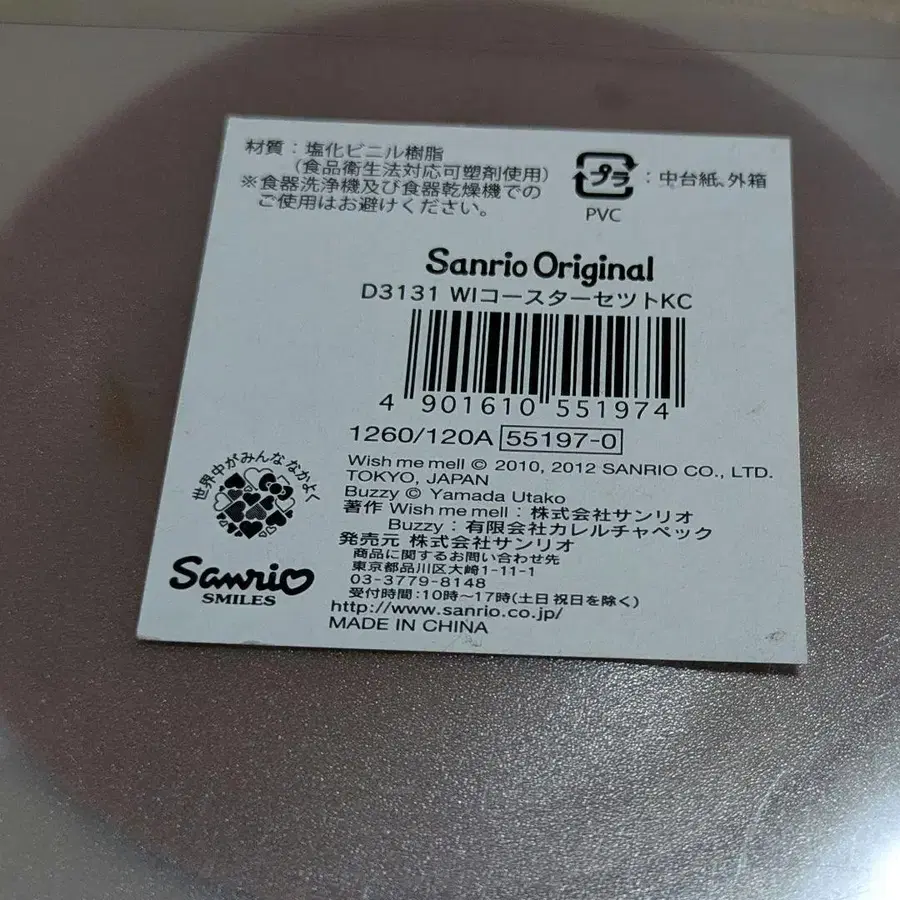 材質：塩化ビニル樹脂
（食品衛生法対応可塑剤使用）
※食器洗浄機及び食器乾燥機での
ご使用はお避けください。
プラ：中台紙、外箱
PVC
Sanrio Original
D3131 WIコースターセツトKC
4 901610 551974
1260/120A 55197-0
Wish me mell © 2010, 2012 SANRIO CO., LTD.
TOKYO, JAPAN
Buzzy © Yamada Utako
著作 Wish me mell：株式会社サンリオ
Buzzy：有限会社カレルチャペック
発売元 株式会社サンリオ
商品に関するお問い合わせ先
東京都品川区大崎1-11-1
03-3779-8148
受付時間：10時～17時（土日祝日を除く）
http://www.sanrio.co.jp/
MADE IN CHINA
世界中がみんななかよく
Sanrio
SMILES